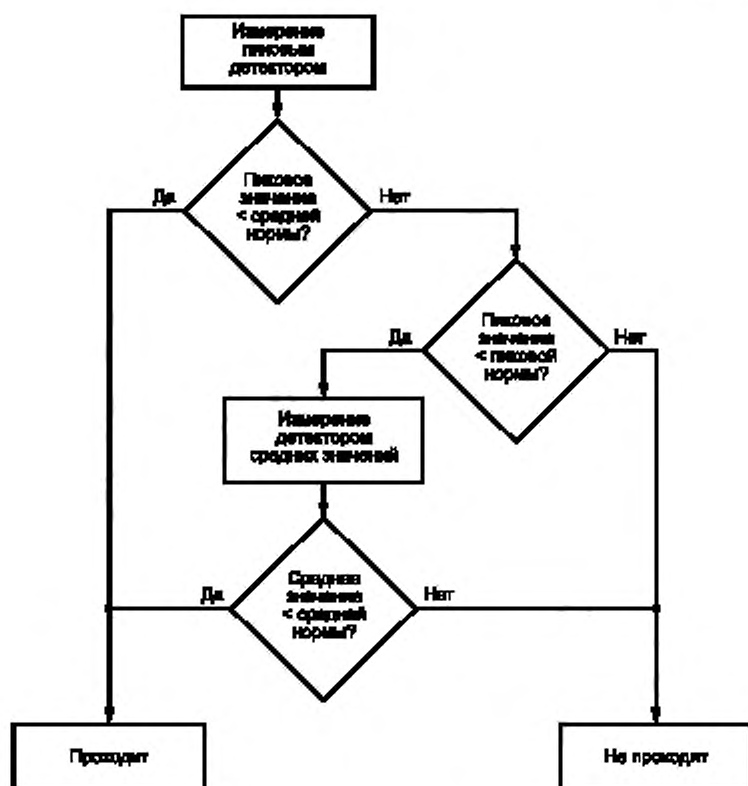 Измерение
пиковым
детектором
Да
Пиковое
значение
< средней
нормы?
Нет
Да
Пиковое
значение
< пиковой
нормы?
Нет
Измерение
детектором
средних значений
Да
Среднее
значение
< средней
нормы?
Нет
Проходит
Не проходит